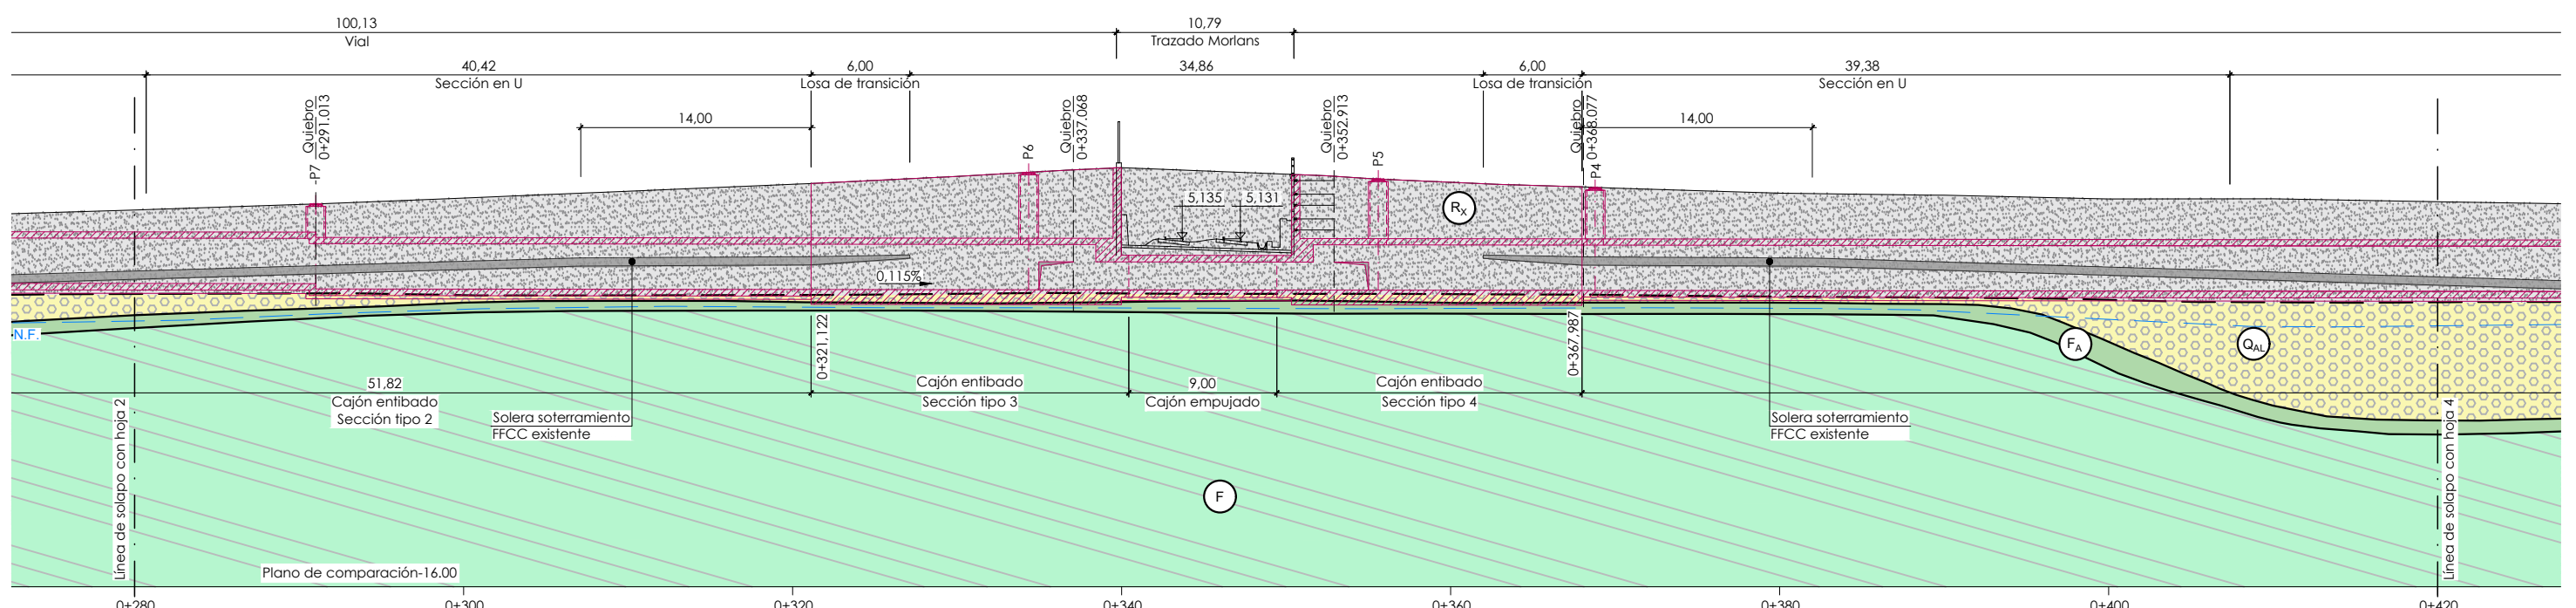 100,13
Vial
10,79
Trazado Morlans
40,42
Sección en U
6,00
Losa de transición
34,86
6,00
Losa de transición
39,38
Sección en U
14,00
14,00
Quiebro
0+291.013
P7
Quiebro
0+337.068
P6
Quiebro
0+352.913
P5
Quiebro
0+368.077
P4
5,135
5,131
RX
0,115%
N.F.
0+321,122
0+367,987
FA
QAL
51,82
Cajón entibado
Sección tipo 2
Cajón entibado
Sección tipo 3
9,00
Cajón empujado
Cajón entibado
Sección tipo 4
Solera soterramiento
FFCC existente
Solera soterramiento
FFCC existente
Línea de solapo con hoja 2
Línea de solapo con hoja 4
F
Plano de comparación-16.00
0+280
0+300
0+320
0+340
0+360
0+380
0+400
0+420